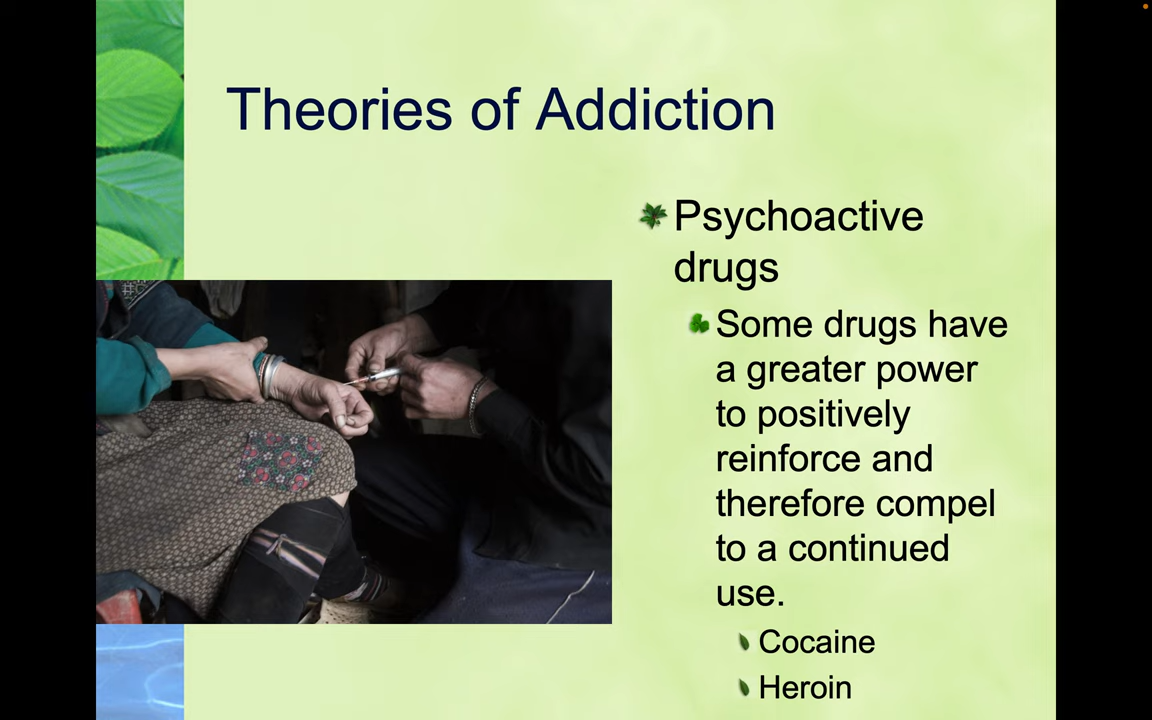 Theories of Addiction
Psychoactive
drugs
Some drugs have
a greater power
to positively
reinforce and
therefore compel
to a continued
use.
Cocaine
Heroin